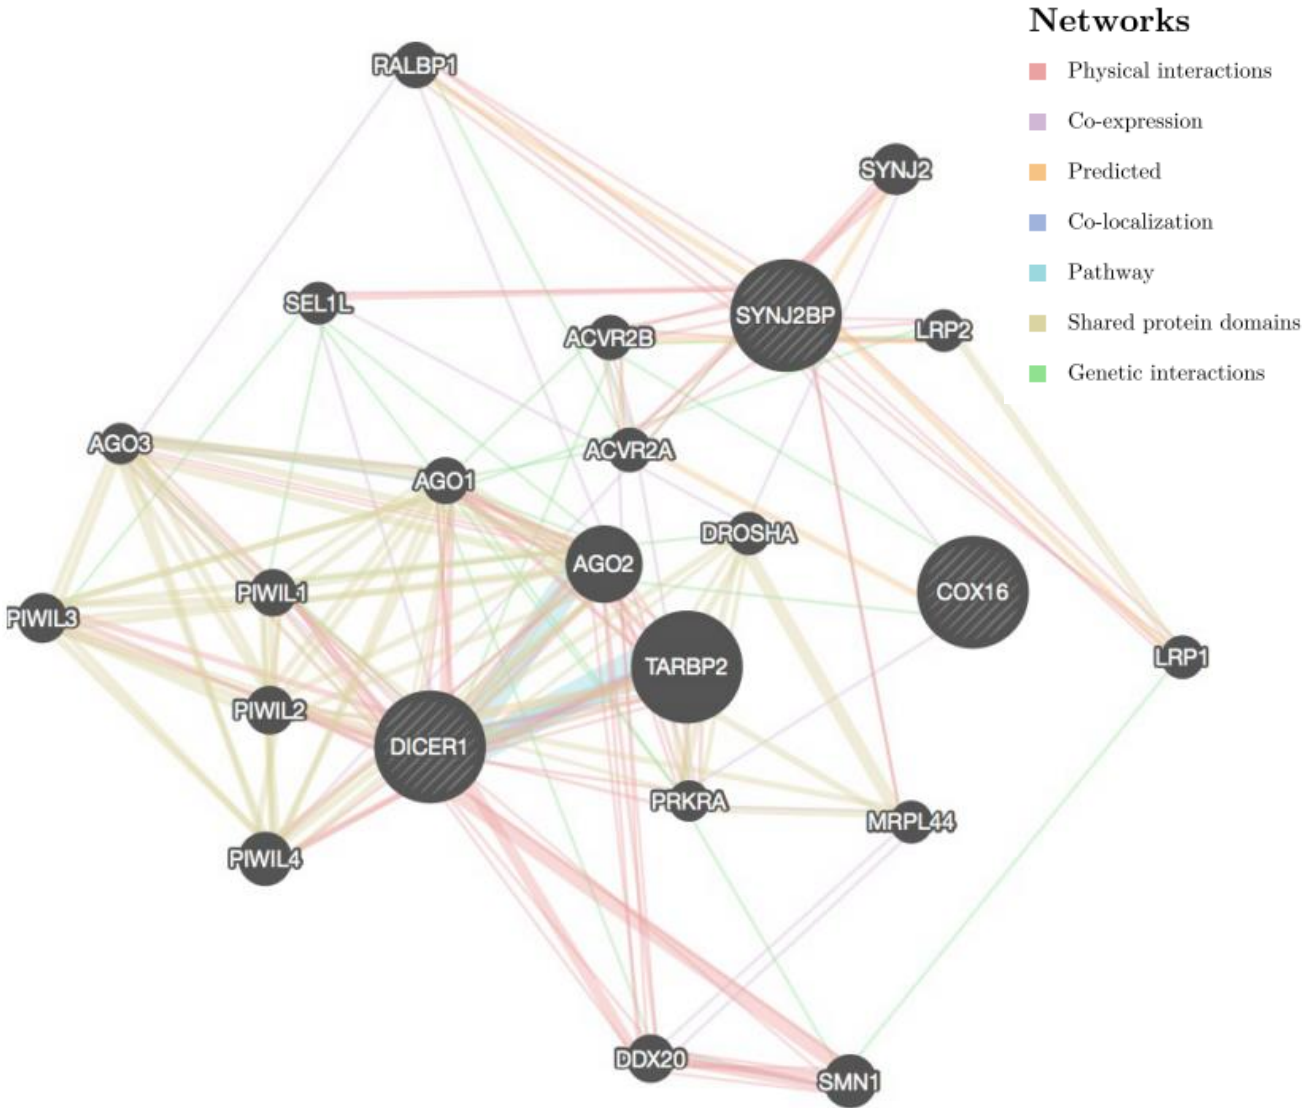 Networks
Physical interactions
Co-expression
Predicted
Co-localization
Pathway
Shared protein domains
Genetic interactions
RALBP1
SYNJ2
SEL1L
SYNJ2BP
ACVR2B
LRP2
AGO3
ACVR2A
AGO1
DROSHA
AGO2
COX16
PIWIL1
PIWIL3
LRP1
TARBP2
PIWIL2
DICER1
PRKRA
MRPL44
PIWIL4
DDX20
SMN1